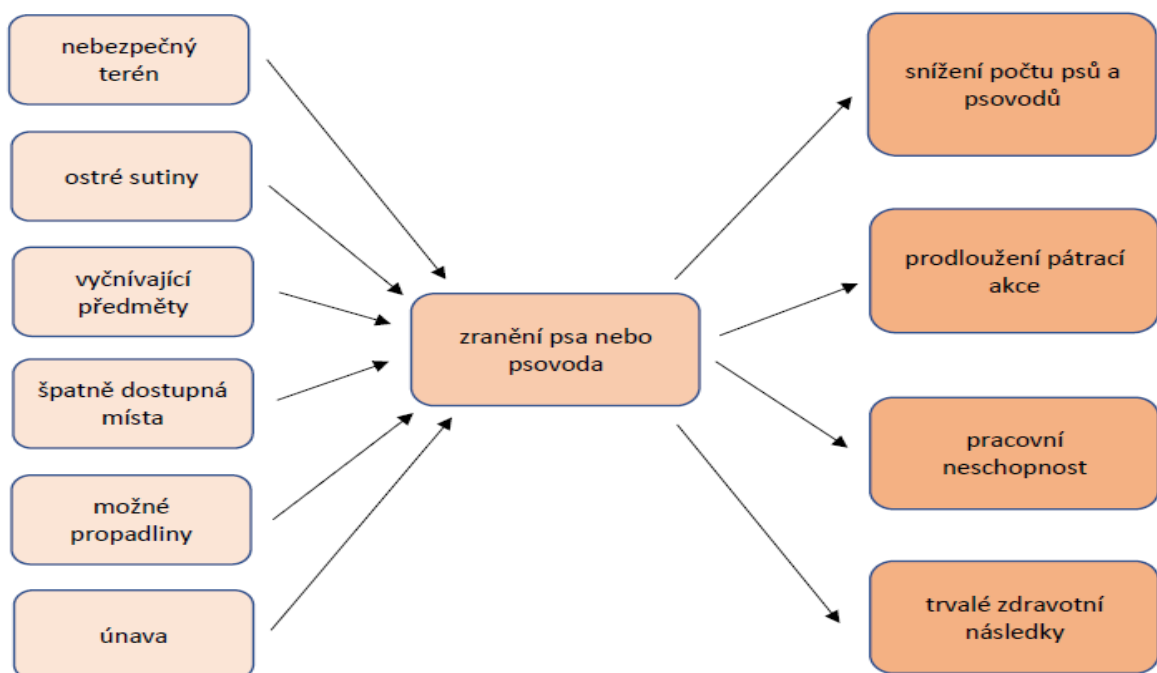 nebezpečný
terén
ostré sutiny
vyčnívající
předměty
špatně dostupná
místa
možné
propadliny
únava
zranění psa nebo
psovoda
snížení počtu psů a
psovodů
prodloužení pátrací
akce
pracovní
neschopnost
trvalé zdravotní
následky